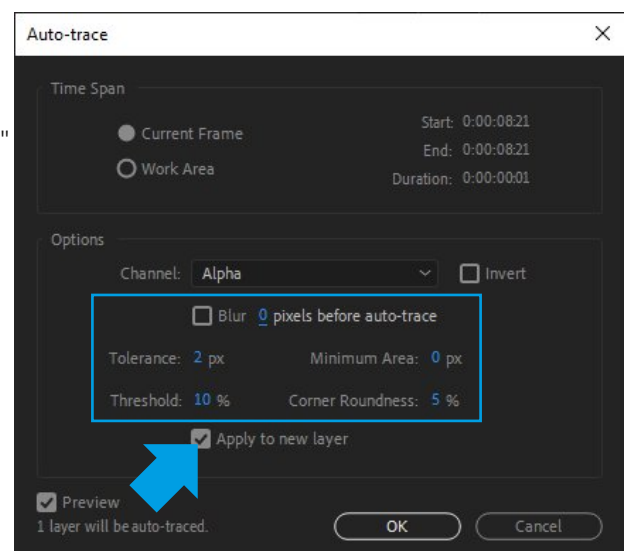 Auto-trace
Time Span
"
Current Frame
Start: 0:00:08:21
Work Area
End: 0:00:08:21
Duration: 0:00:00:01
Options
Channel: Alpha
Invert
Blur 0 pixels before auto-trace
Tolerance: 2 px Minimum Area: 0 px
Threshold: 10 % Corner Roundness: 5 %
Apply to new layer
Preview
1 layer will be auto-traced.
OK
Cancel